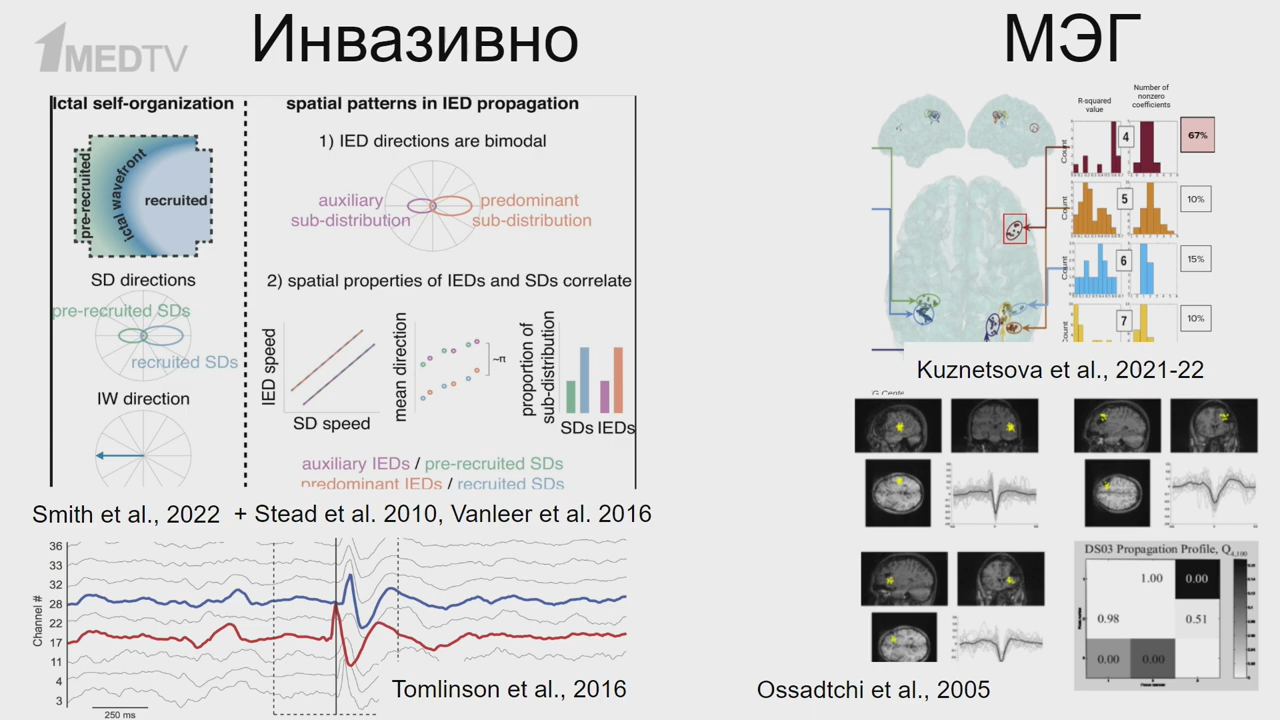 1MEDTV
Инвазивно
МЭГ
Ictal self-organization
spatial patterns in IED propagation
pre-recruited
ictal wavefront
recruited
1) IED directions are bimodal
auxiliary
sub-distribution
predominant
sub-distribution
SD directions
pre-recruited SDs
recruited SDs
IW direction
2) spatial properties of IEDs and SDs correlate
IED speed
SD speed
mean direction
~π
proportion of
sub-distribution
SDs IEDs
auxiliary IEDs / pre-recruited SDs
predominant IEDs / recruited SDs
Smith et al., 2022 + Stead et al. 2010, Vanleer et al. 2016
Channel #
36
33
32
28
22
17
11
4
3
250 ms
Tomlinson et al., 2016
R-squared
value
Number of
nonzero
coefficients
Count
4
67%
Count
5
10%
Count
6
15%
7
10%
Kuznetsova et al., 2021-22
DS03 Propagation Profile, Q4,100
1.00 0.00
0.98 0.51
0.00 0.00
Ossadtchi et al., 2005